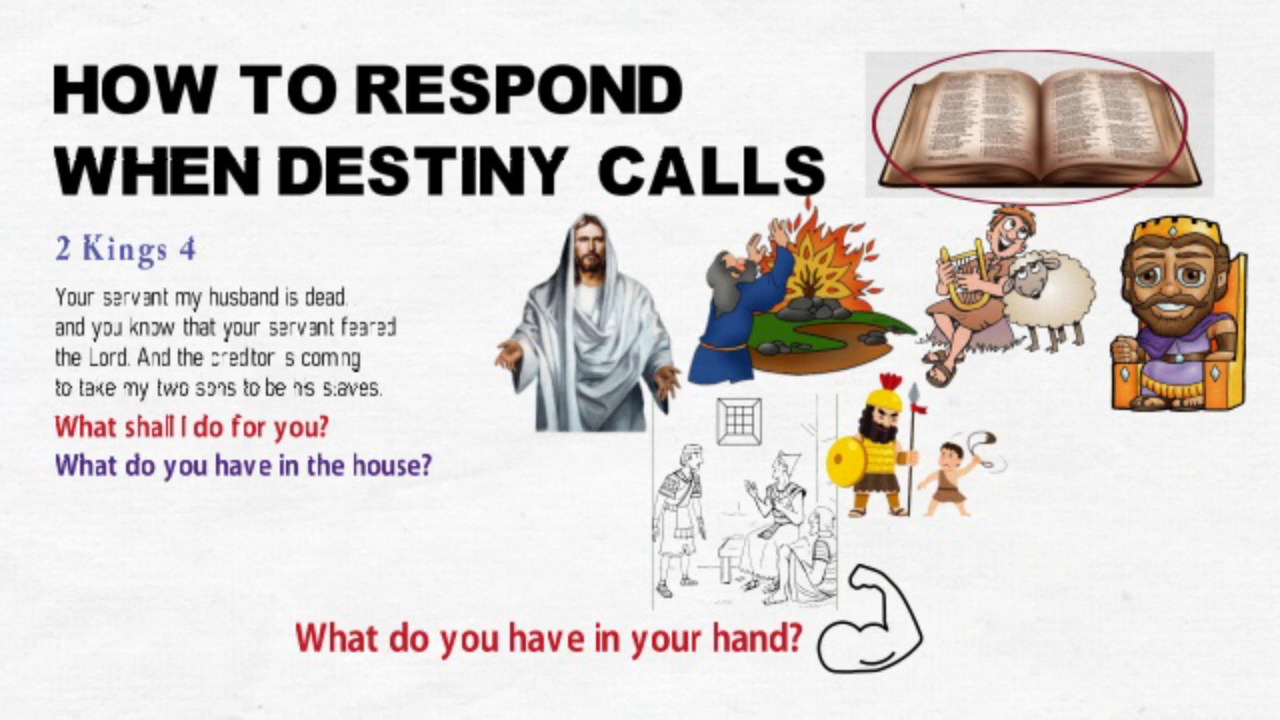 HOW TO RESPOND
WHEN DESTINY CALLS
2 Kings 4
Your servant my husband is dead,
and you know that your servant feared
the Lord. And the creditor is coming
to take my two sons to be his slaves.
What shall I do for you?
What do you have in the house?
What do you have in your hand?